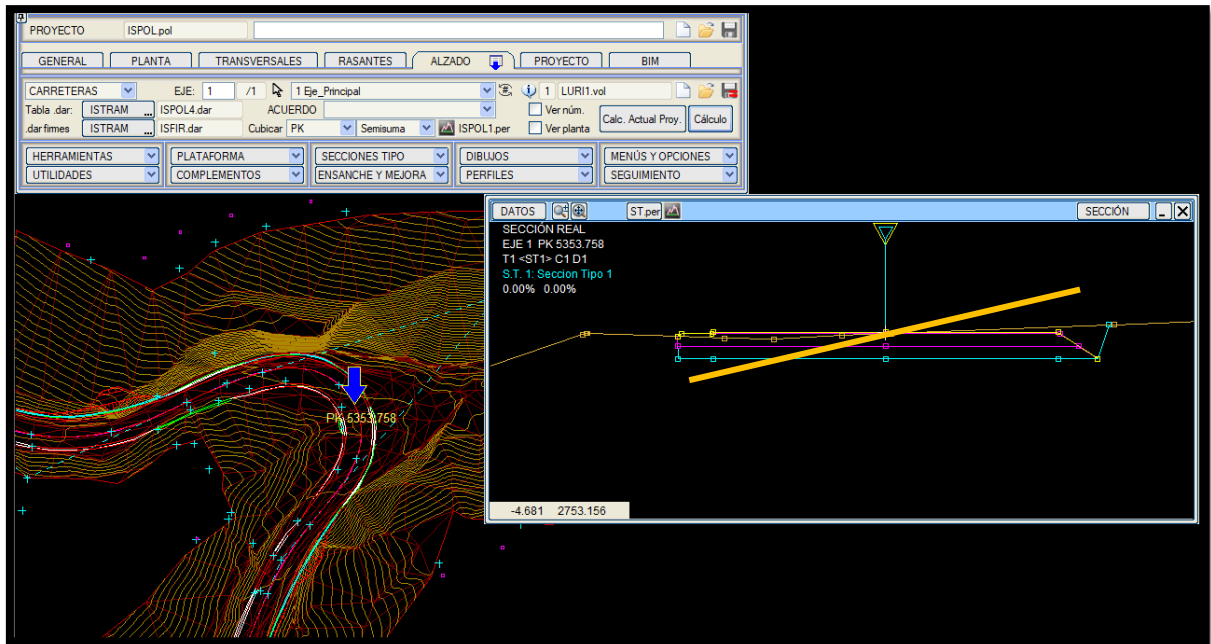 PROYECTO ISPOL.pol
GENERAL PLANTA TRANSVERSALES RASANTES ALZADO PROYECTO BIM
CARRETERAS EJE: 1 /1 1 Eje_Principal 1 LURI1.vol
Tabla .dar: ISTRAM ... ISPOL4.dar ACUERDO Ver núm. Calc. Actual Proy. Cálculo
.dar firmes ISTRAM ... ISFIR.dar Cubicar PK Semisuma ISPOL1.per Ver planta
HERRAMIENTAS PLATAFORMA SECCIONES TIPO DIBUJOS MENÚS Y OPCIONES
UTILIDADES COMPLEMENTOS ENSANCHE Y MEJORA PERFILES SEGUIMIENTO
DATOS ST.per SECCIÓN
SECCIÓN REAL
EJE 1 PK 5353.758
T1 <ST1> C1 D1
S.T. 1: Seccion Tipo 1
0.00% 0.00%
PK 5353.758
-4.681 2753.156